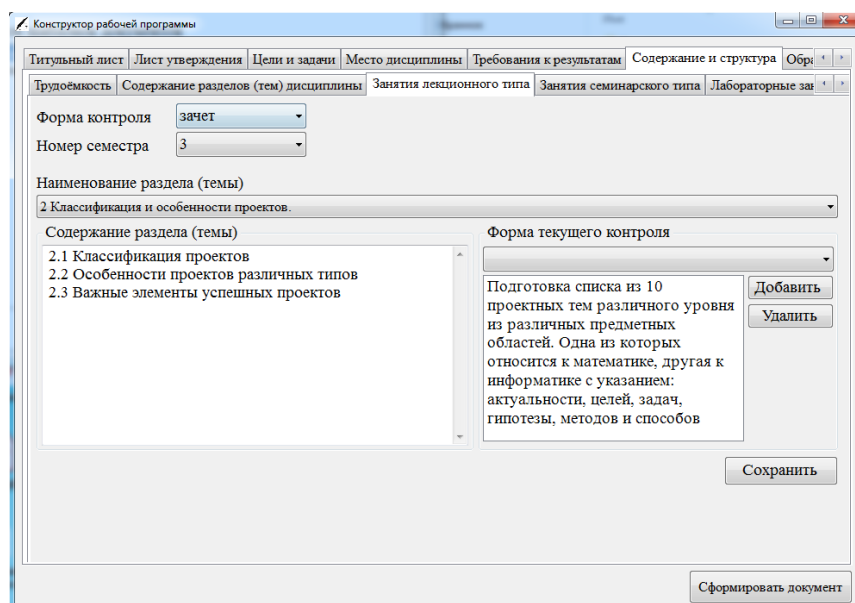 Конструктор рабочей программы
Титульный лист Лист утверждения Цели и задачи Место дисциплины Требования к результатам Содержание и структура Обра
Трудоёмкость Содержание разделов (тем) дисциплины Занятия лекционного типа Занятия семинарского типа Лабораторные зан
Форма контроля зачет
Номер семестра 3
Наименование раздела (темы)
2 Классификация и особенности проектов.
Содержание раздела (темы)
2.1 Классификация проектов
2.2 Особенности проектов различных типов
2.3 Важные элементы успешных проектов
Форма текущего контроля
Подготовка списка из 10
проектных тем различного уровня
из различных предметных
областей. Одна из которых
относится к математике, другая к
информатике с указанием:
актуальности, целей, задач,
гипотезы, методов и способов
Добавить
Удалить
Сохранить
Сформировать документ